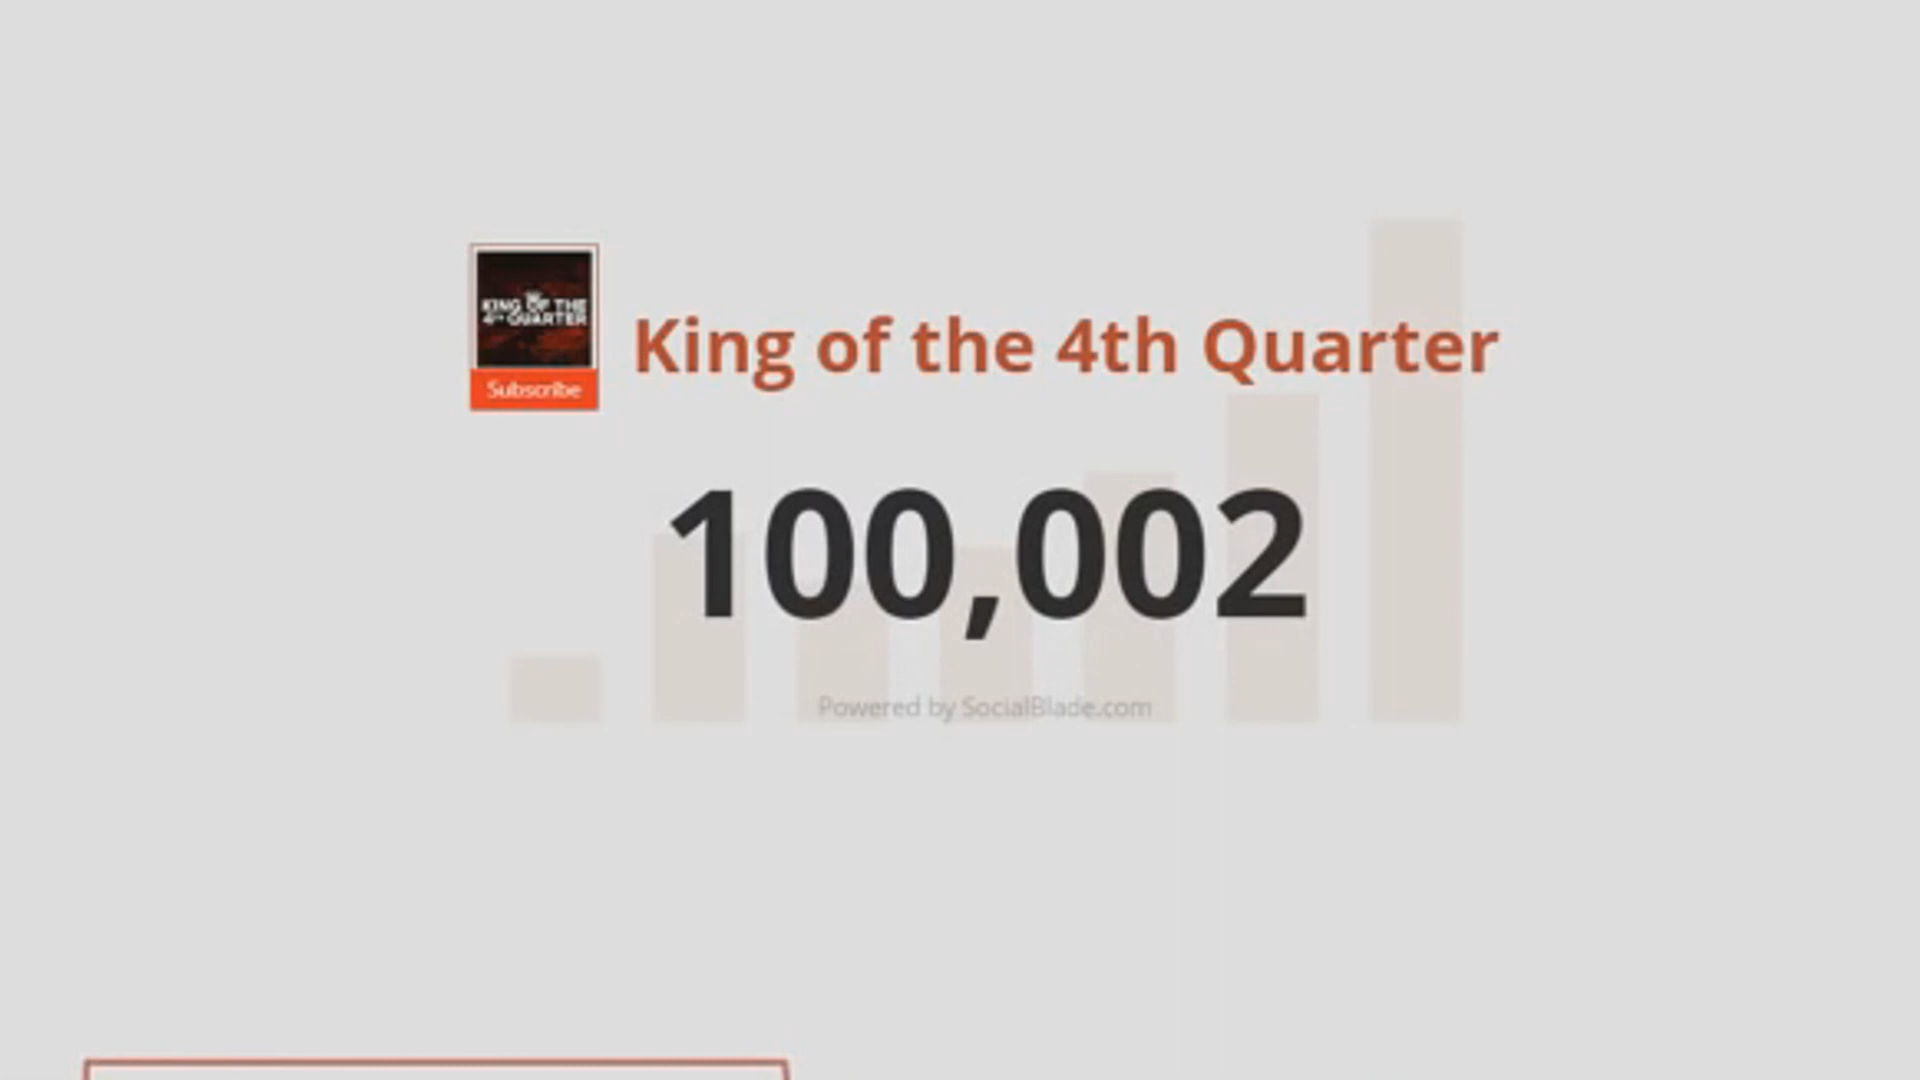 KING OF THE
4TH QUARTER
Subscribe
King of the 4th Quarter
100,002
Powered by SocialBlade.com